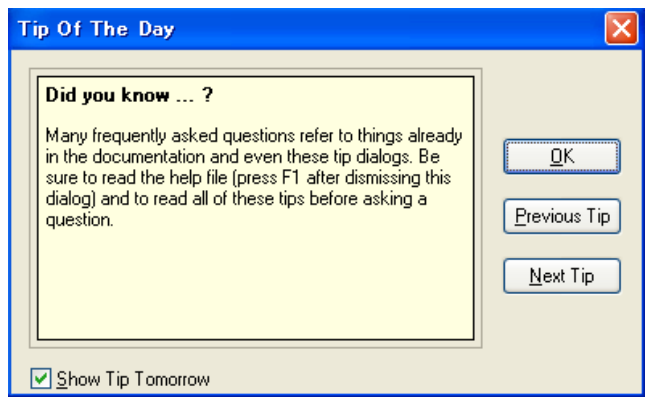 Tip Of The Day
Did you know ... ?
Many frequently asked questions refer to things already
in the documentation and even these tip dialogs. Be
sure to read the help file (press F1 after dismissing this
dialog) and to read all of these tips before asking a
question.
OK
Previous Tip
Next Tip
Show Tip Tomorrow